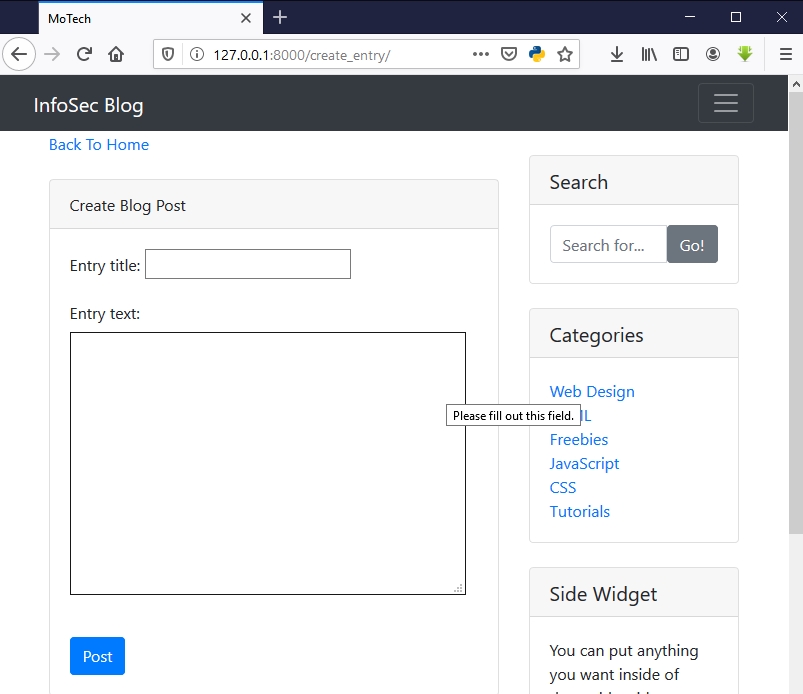 MoTech
127.0.0.1:8000/create_entry/
InfoSec Blog
Back To Home
Create Blog Post
Entry title:
Entry text:
Please fill out this field.
Post
Search
Search for...
Go!
Categories
Web Design
Freebies
JavaScript
CSS
Tutorials
Side Widget
You can put anything
you want inside of